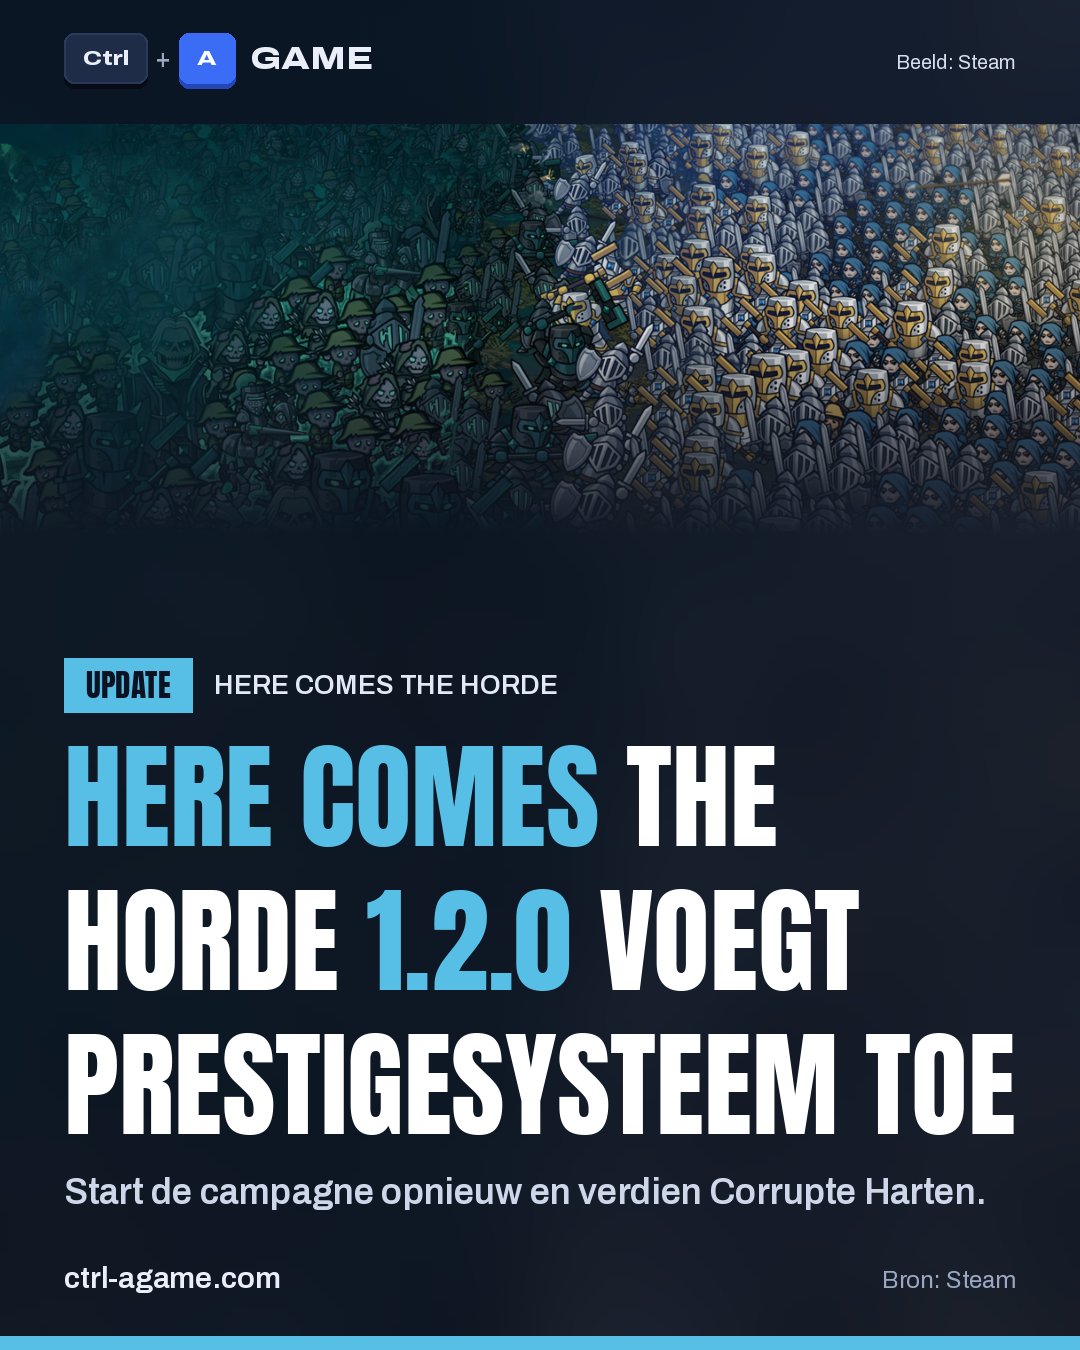 Ctrl + A GAME
Beeld: Steam
UPDATE HERE COMES THE HORDE
HERE COMES THE
HORDE 1.2.0 VOEGT
PRESTIGESYSTEEM TOE
Start de campagne opnieuw en verdien Corrupte Harten.
ctrl-agame.com
Bron: Steam